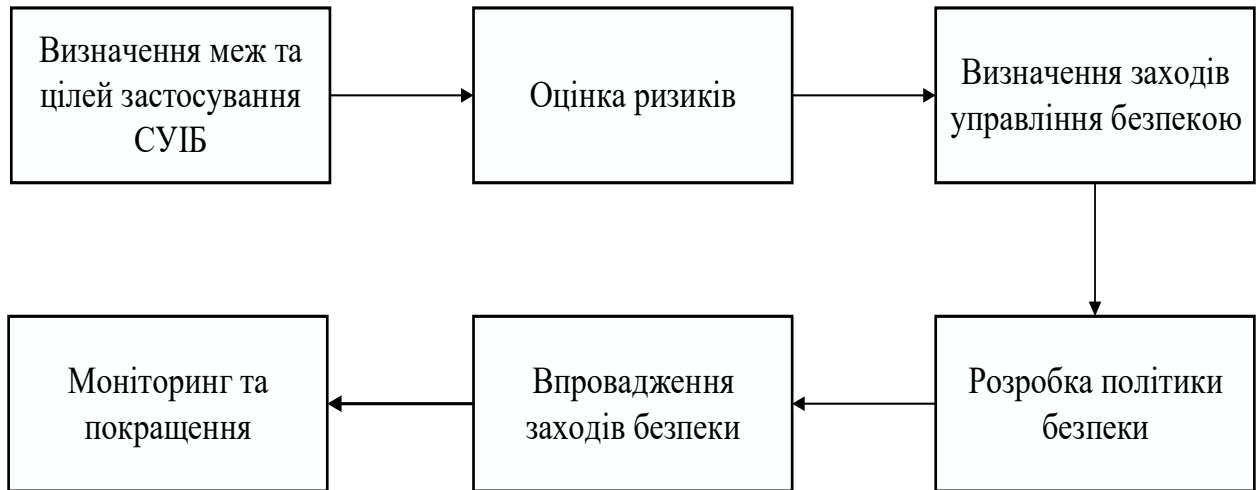 Визначення меж та
цілей застосування
СУІБ
Оцінка ризиків
Визначення заходів
управління безпекою
Розробка політики
безпеки
Впровадження
заходів безпеки
Моніторинг та
покращення